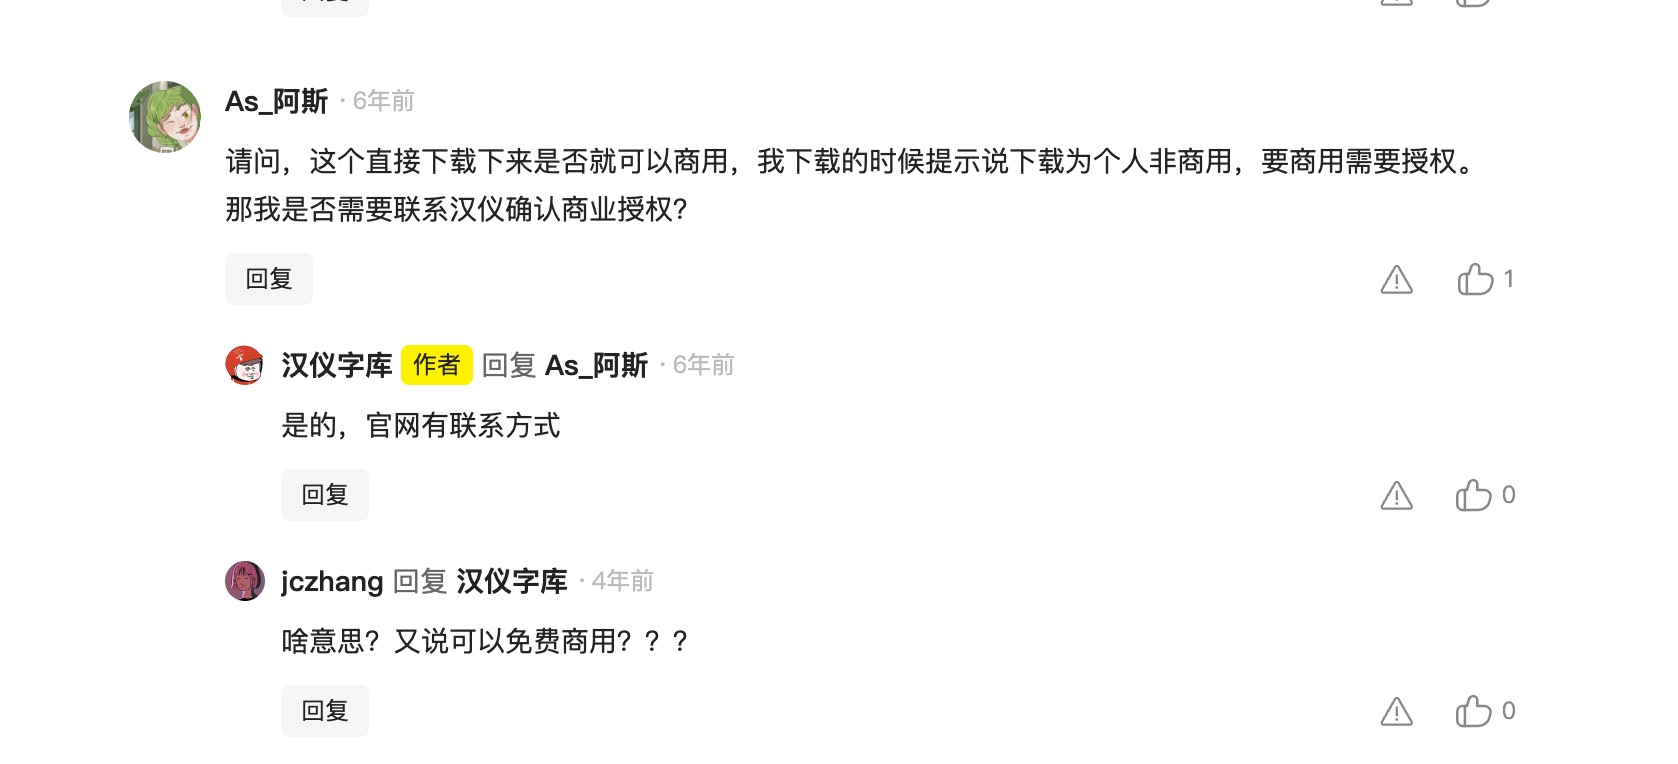 As_阿斯 · 6年前
请问，这个直接下载下来是否就可以商用，我下载的时候提示说下载为个人非商用，要商用需要授权。
那我是否需要联系汉仪确认商业授权？
回复
1
汉仪字库 作者 回复 As_阿斯 · 6年前
是的，官网有联系方式
回复
0
jczhang 回复 汉仪字库 · 4年前
啥意思？又说可以免费商用？？？
回复
0